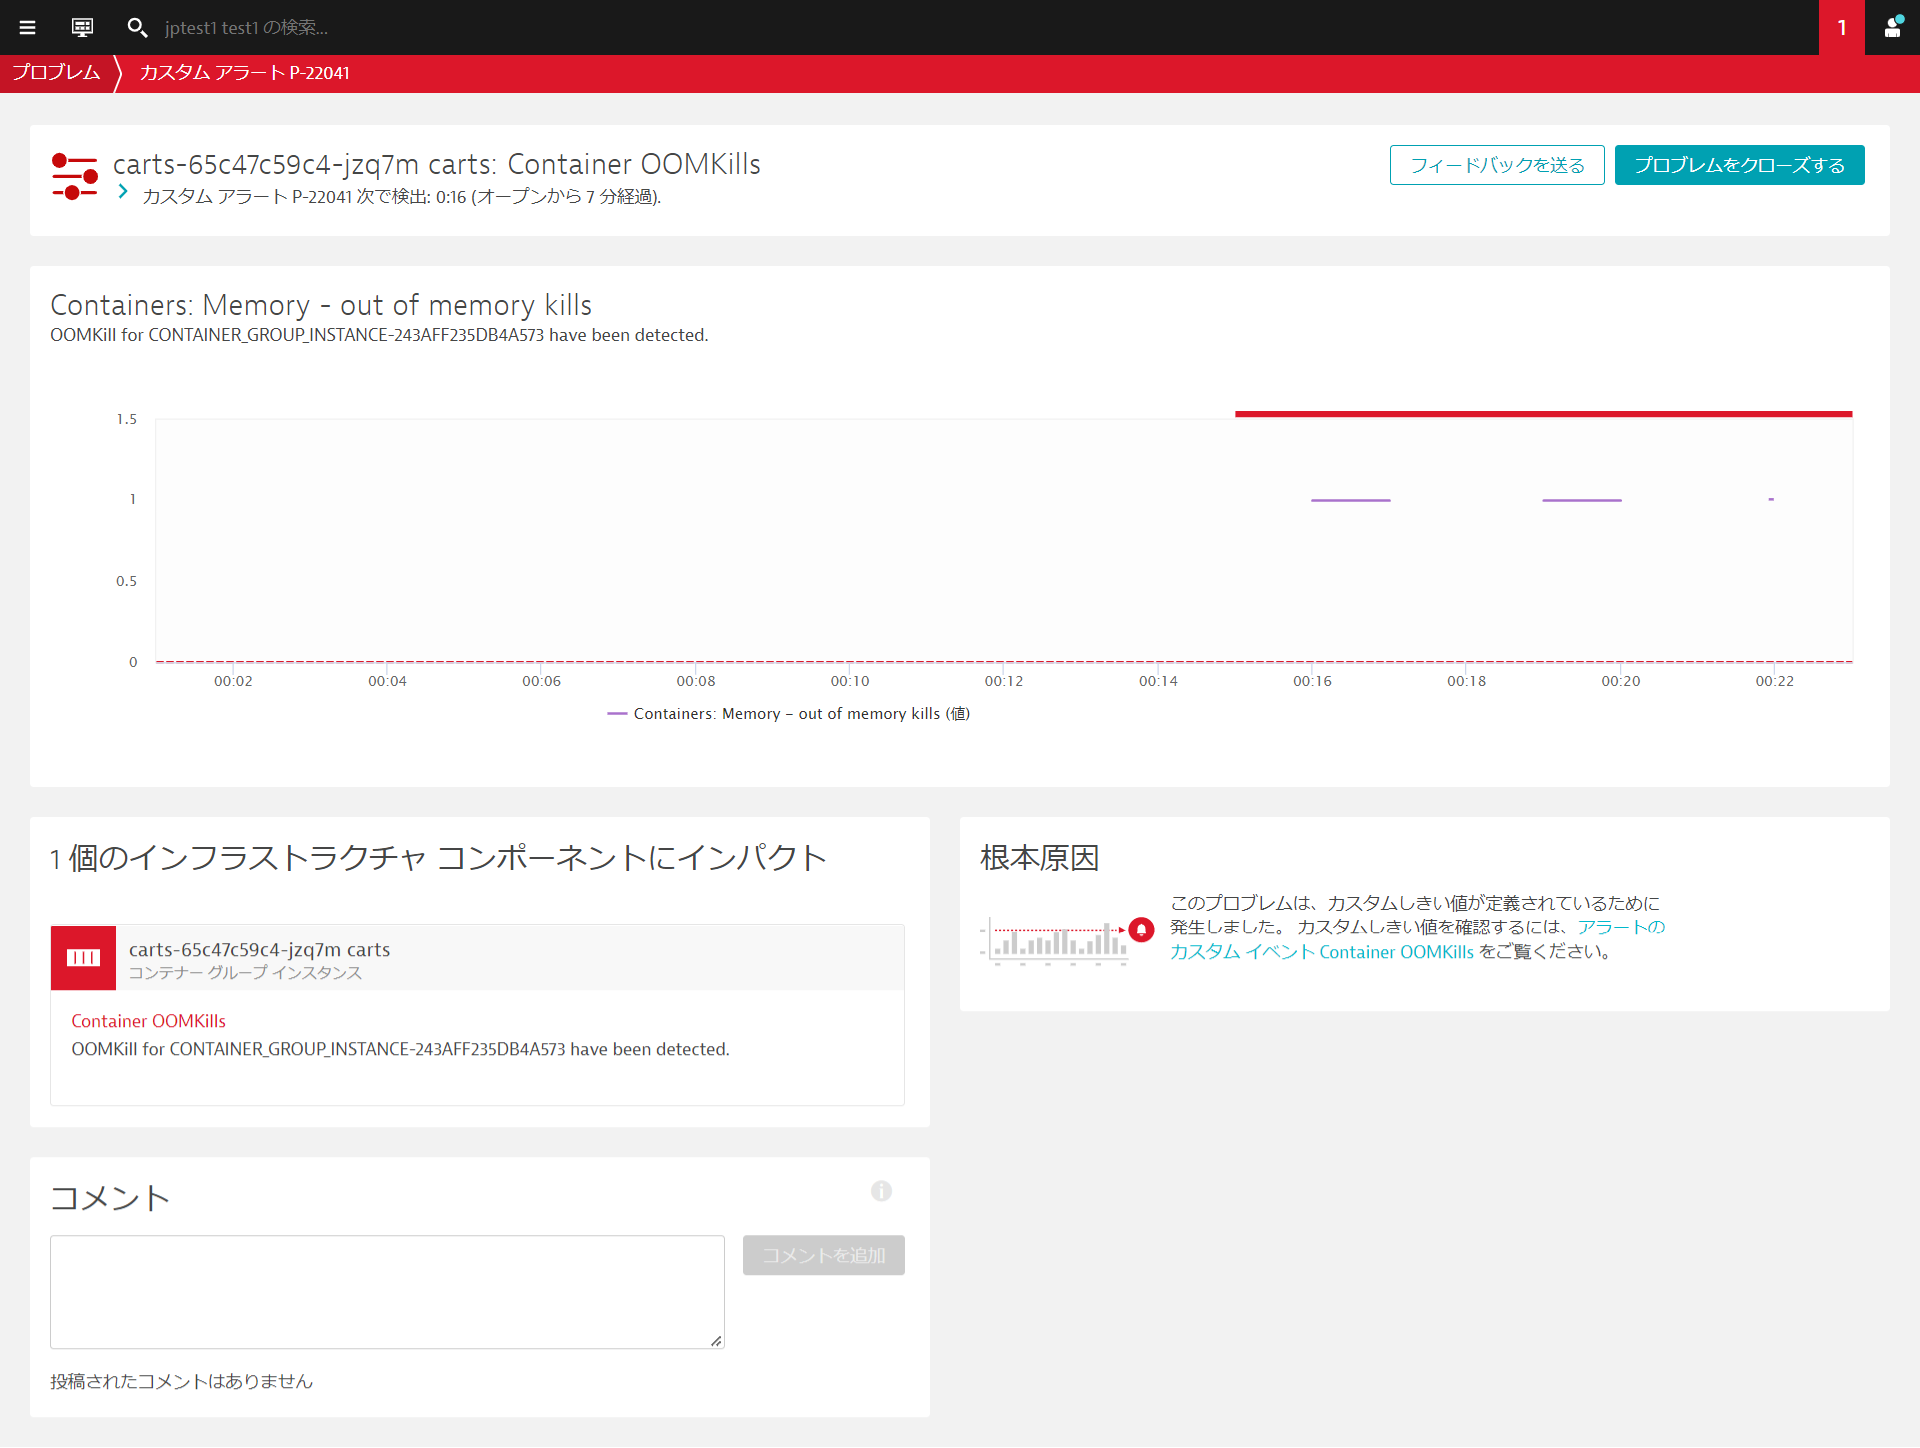 jptest1 test1 の検索...
1
プロブレム
カスタム アラート P-22041
carts-65c47c59c4-jzq7m carts: Container OOMKills
カスタム アラート P-22041 次で検出: 0:16 (オープンから 7 分経過).
フィードバックを送る
プロブレムをクローズする
Containers: Memory - out of memory kills
OOMKill for CONTAINER_GROUP_INSTANCE-243AFF235DB4A573 have been detected.
1.5
1
0.5
0
00:02 00:04 00:06 00:08 00:10 00:12 00:14 00:16 00:18 00:20 00:22
Containers: Memory – out of memory kills (値)
1 個のインフラストラクチャ コンポーネントにインパクト
carts-65c47c59c4-jzq7m carts
コンテナー グループ インスタンス
Container OOMKills
OOMKill for CONTAINER_GROUP_INSTANCE-243AFF235DB4A573 have been detected.
根本原因
このプロブレムは、カスタムしきい値が定義されているために
発生しました。 カスタムしきい値を確認するには、アラートの
カスタム イベント Container OOMKills をご覧ください。
コメント
コメントを追加
投稿されたコメントはありません